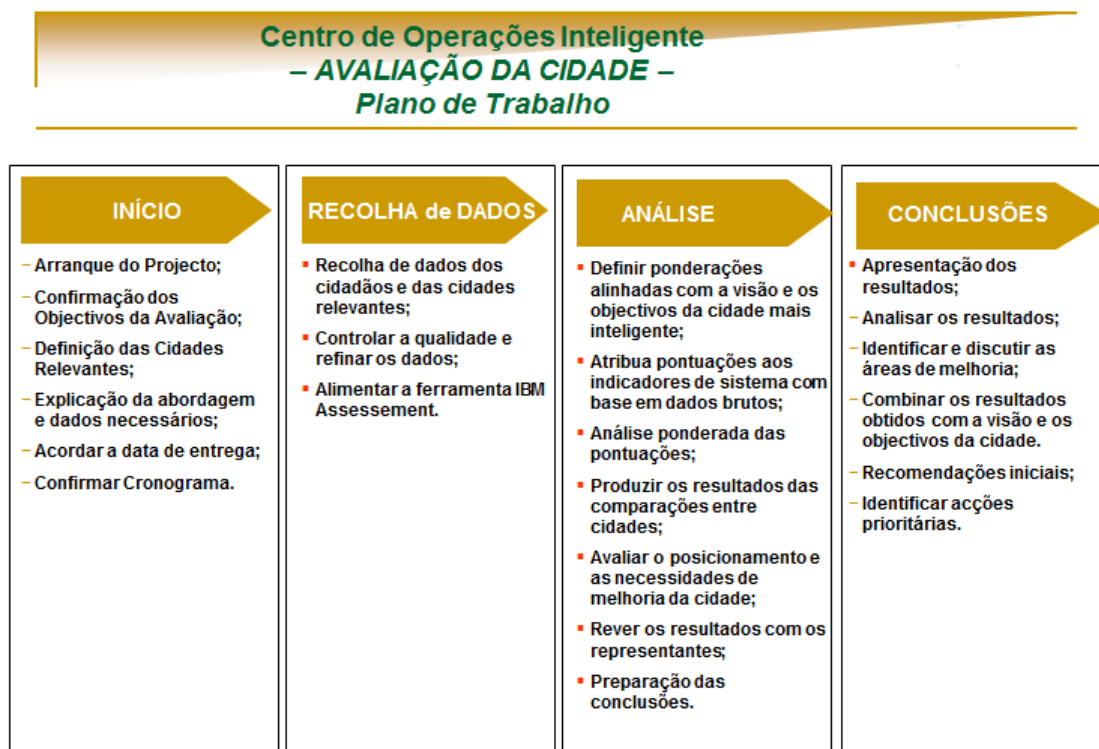 Centro de Operações Inteligente
– AVALIAÇÃO DA CIDADE –
Plano de Trabalho
INÍCIO
– Arranque do Projecto;
– Confirmação dos
Objectivos da Avaliação;
– Definição das Cidades
Relevantes;
– Explicação da abordagem
e dados necessários;
– Acordar a data de entrega;
– Confirmar Cronograma.
RECOLHA de DADOS
▪ Recolha de dados dos
cidadãos e das cidades
relevantes;
▪ Controlar a qualidade e
refinar os dados;
▪ Alimentar a ferramenta IBM
Assessement.
ANÁLISE
▪ Definir ponderações
alinhadas com a visão e os
objectivos da cidade mais
inteligente;
▪ Atribua pontuações aos
indicadores de sistema com
base em dados brutos;
▪ Análise ponderada das
pontuações;
▪ Produzir os resultados das
comparações entre
cidades;
▪ Avaliar o posicionamento e
as necessidades de
melhoria da cidade;
▪ Rever os resultados com os
representantes;
▪ Preparação das
conclusões.
CONCLUSÕES
▪ Apresentação dos
resultados;
– Analisar os resultados;
– Identificar e discutir as
áreas de melhoria;
– Combinar os resultados
obtidos com a visão e os
objectivos da cidade.
– Recomendações iniciais;
– Identificar acções
prioritárias.